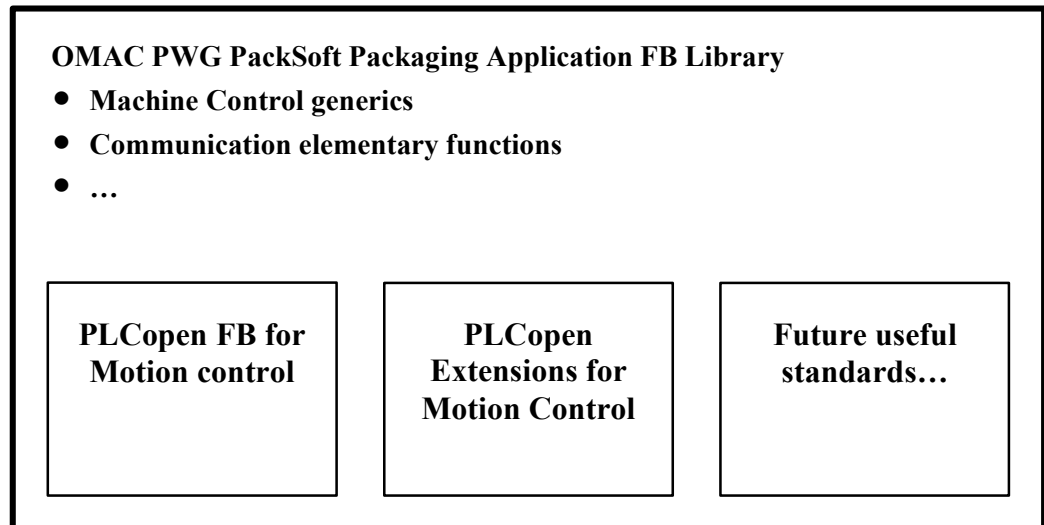 OMAC PWG PackSoft Packaging Application FB Library
• Machine Control generics
• Communication elementary functions
• …
PLCopen FB for
Motion control
PLCopen
Extensions for
Motion Control
Future useful
standards…